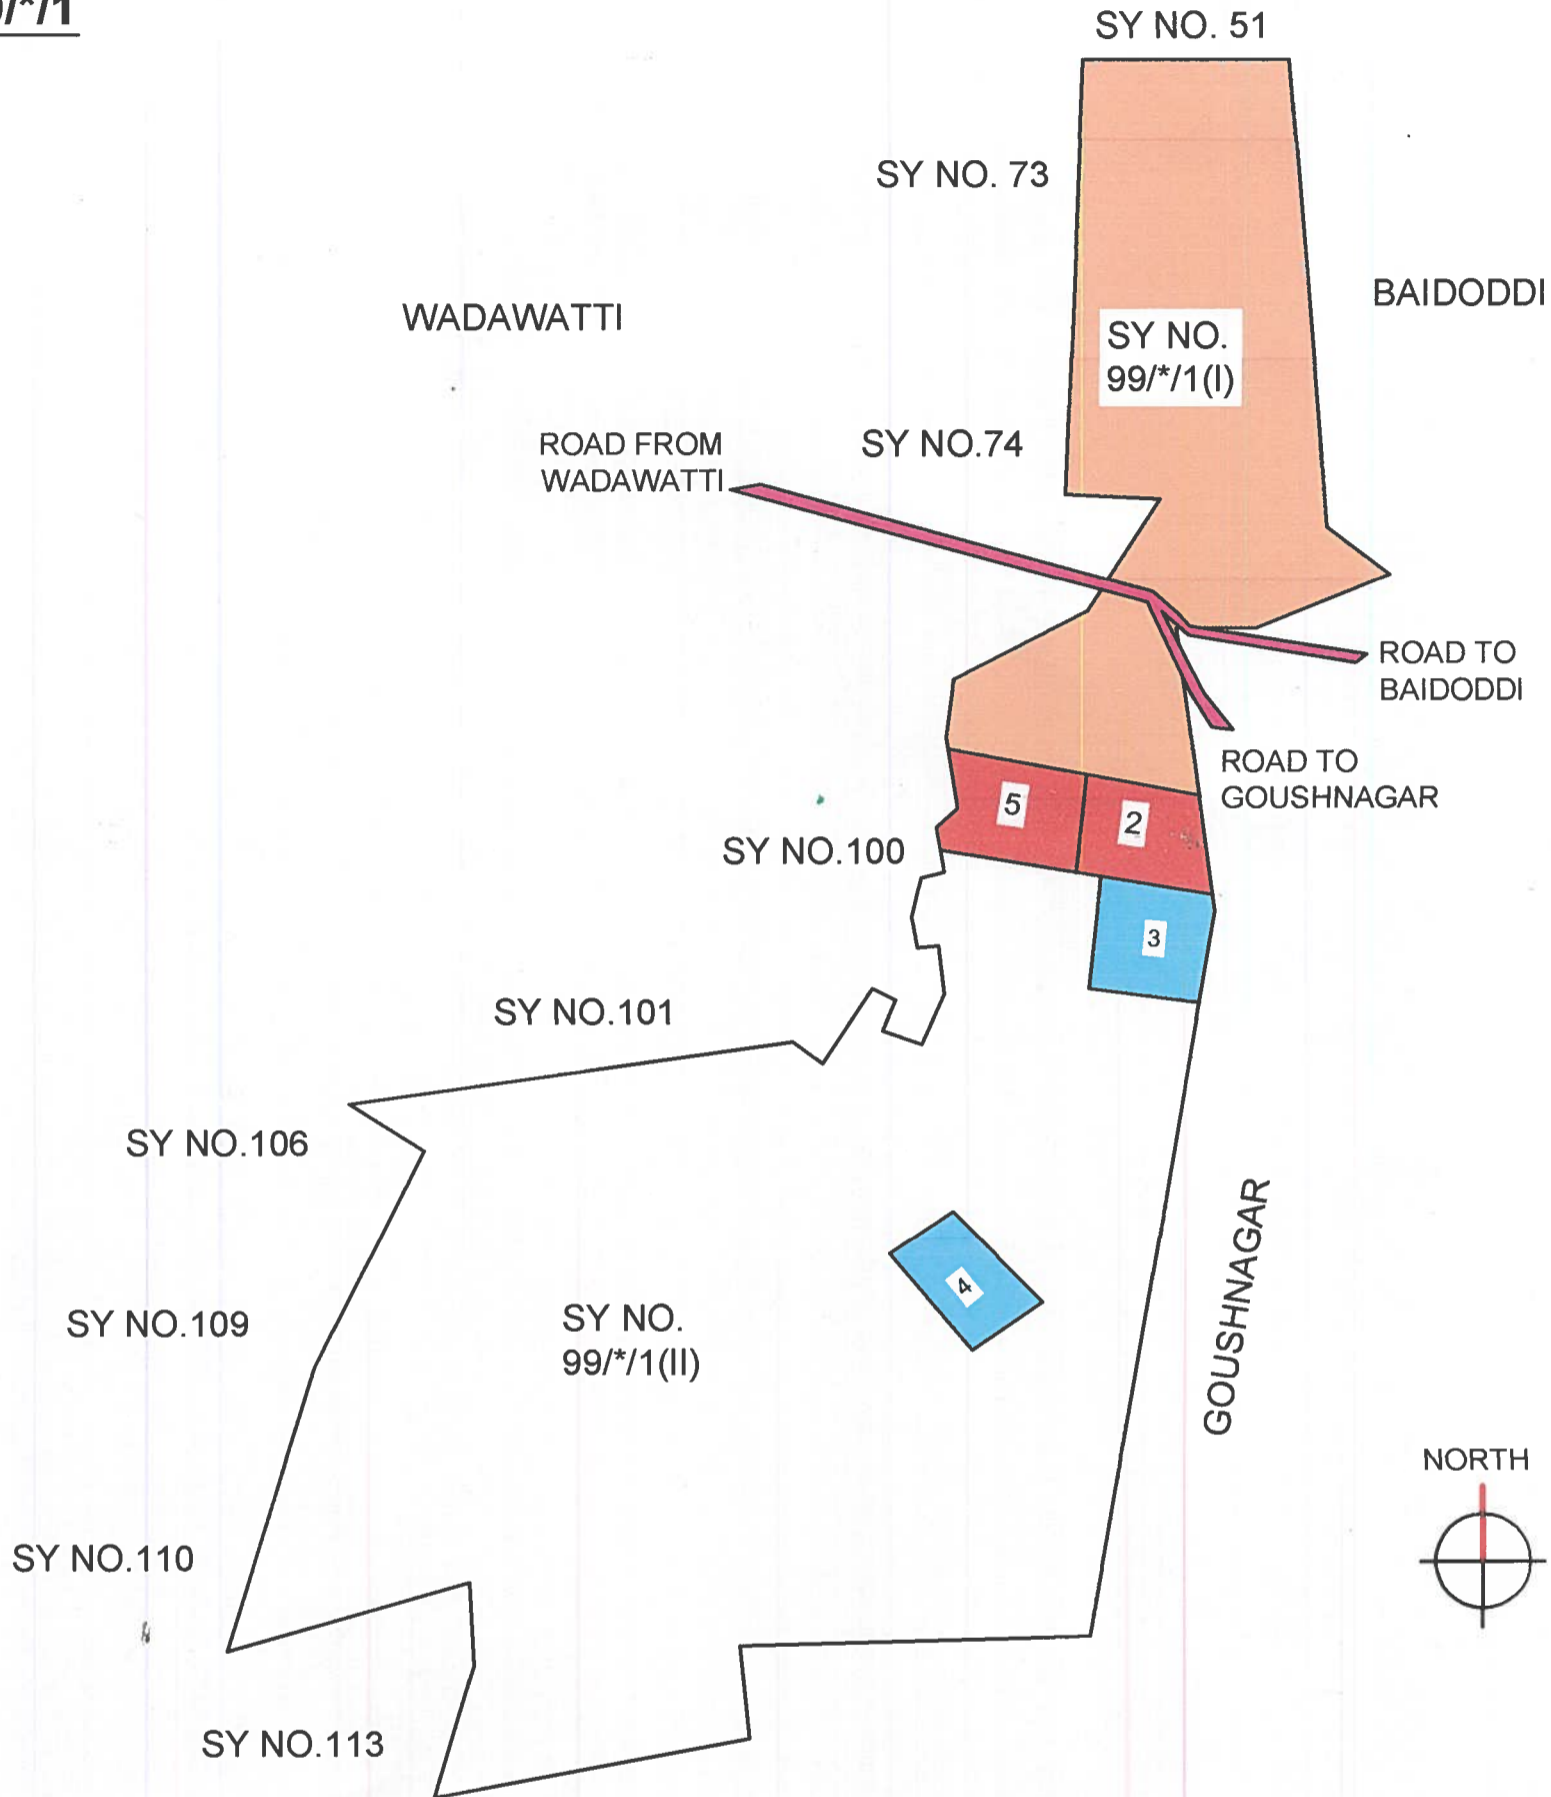 /*/1
SY NO. 51
SY NO. 73
BAIDODDI
WADAWATTI
SY NO.
99/*/1(I)
ROAD FROM
WADAWATTI
SY NO.74
ROAD TO
BAIDODDI
ROAD TO
GOUSHNAGAR
5
2
SY NO.100
3
SY NO.101
SY NO.106
GOUSHNAGAR
4
SY NO.109
SY NO.
99/*/1(II)
NORTH
SY NO.110
SY NO.113